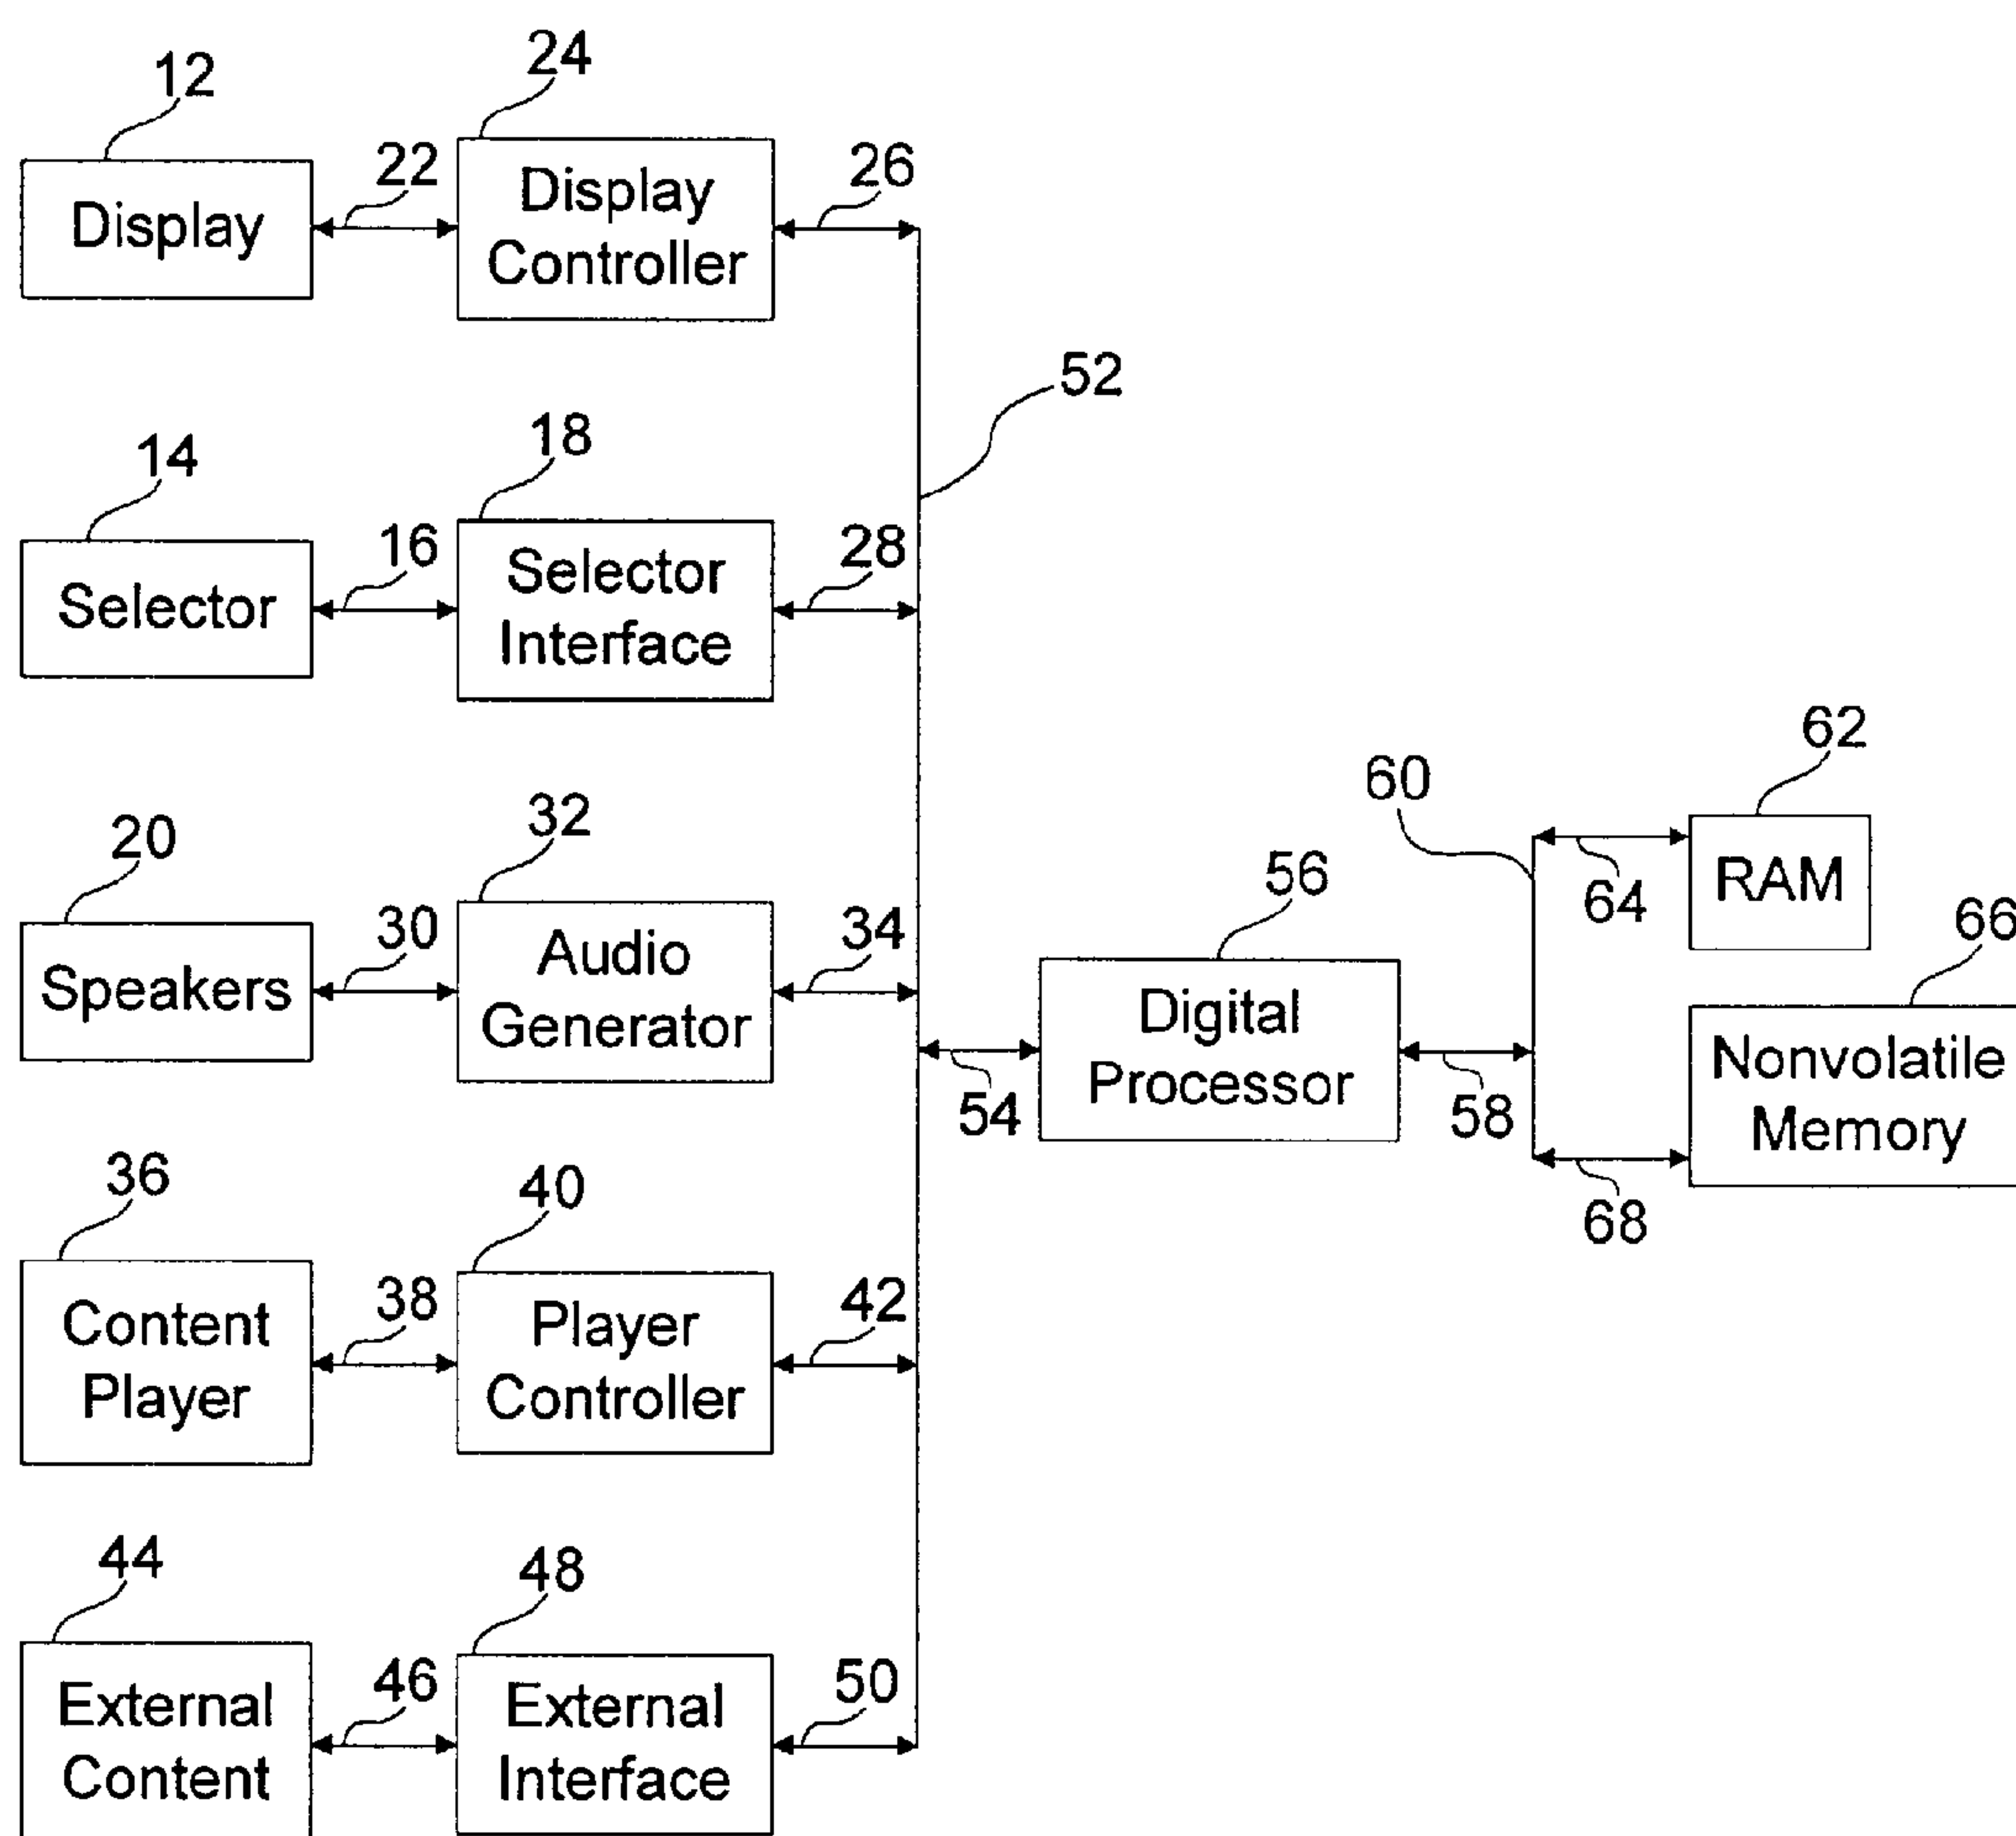 12
24
22
26
Display
Display
Controller
52
14
18
16
28
Selector
Selector
Interface
62
60
20
32
64
RAM
30
34
56
66
Speakers
Audio
Generator
Digital
Processor
54
58
Nonvolatile
Memory
68
36
40
38
42
Content
Player
Player
Controller
44
48
46
50
External
Content
External
Interface